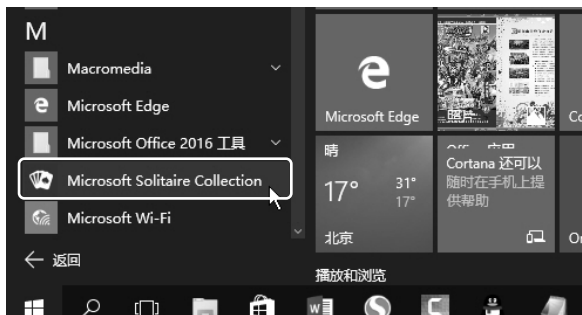 M
Macromedia
Microsoft Edge
Microsoft Office 2016 工具
Microsoft Solitaire Collection
Microsoft Wi-Fi
返回
Microsoft Edge
照片
晴
17°
31°
17°
北京
Cortana 还可以
随时在手机上提
供帮助
播放和浏览